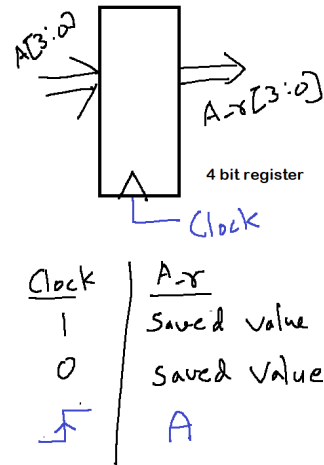 A[3:0]
A_r[3:0]
4 bit register
Clock
Clock A_r
1 Saved value
0 saved value
A